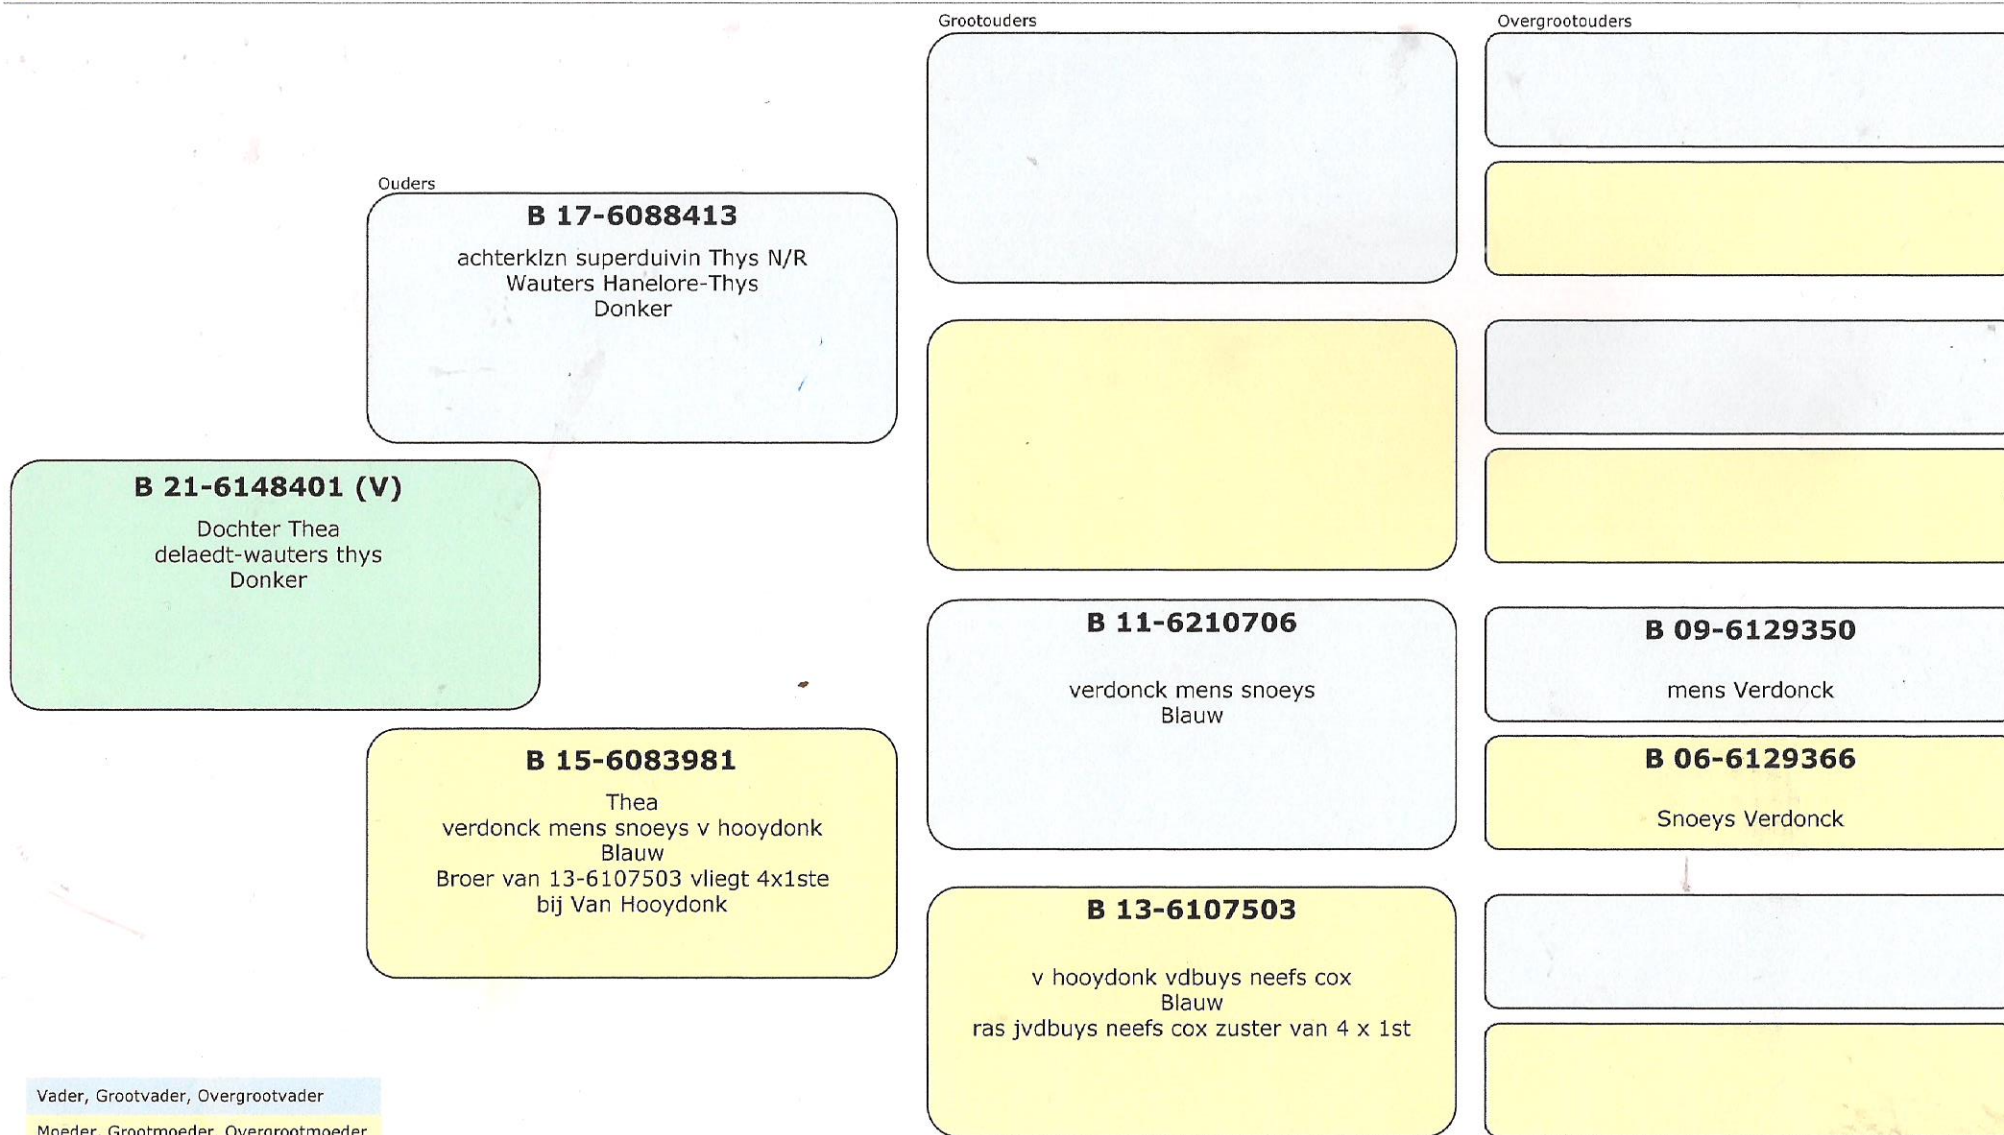 Grootouders
Overgrootouders
Ouders
B 17-6088413
achterklzn superduivin Thys N/R
Wauters Hanelore-Thys
Donker
B 21-6148401 (V)
Dochter Thea
delaedt-wauters thys
Donker
B 11-6210706
verdonck mens snoeys
Blauw
B 09-6129350
mens Verdonck
B 06-6129366
Snoeys Verdonck
B 15-6083981
Thea
verdonck mens snoeys v hooydonk
Blauw
Broer van 13-6107503 vliegt 4x1ste
bij Van Hooydonk
B 13-6107503
v hooydonk vdbuys neefs cox
Blauw
ras jvdbuys neefs cox zuster van 4 x 1st
Vader, Grootvader, Overgrootvader
Moeder, Grootmoeder, Overgrootmoeder